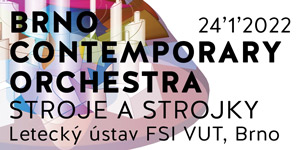 BRNO 24'1'2022
CONTEMPORARY
ORCHESTRA
STROJE A STROJKY
Letecký ústav FSI VUT, Brno